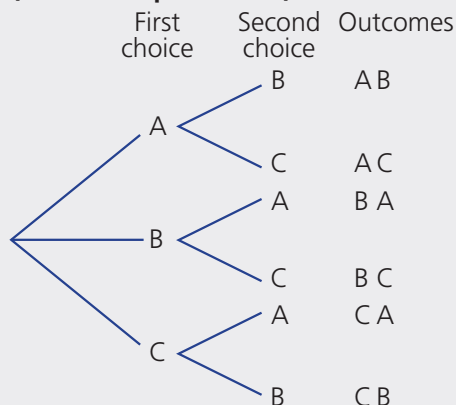 First Second Outcomes
choice choice
B A B
A
C A C
A B A
B
C B C
A C A
C
B C B